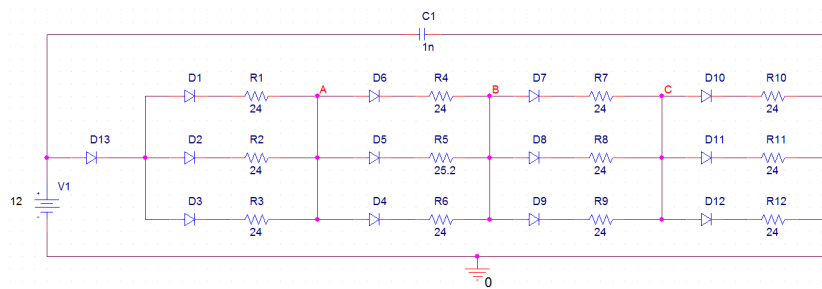 C1
1n
D1 R1 D6 R4 D7 R7 D10 R10
A B C
24 24 24 24
D13 D2 R2 D5 R5 D8 R8 D11 R11
24 25.2 24 24
V1
12
D3 R3 D4 R6 D9 R9 D12 R12
24 24 24 24
0